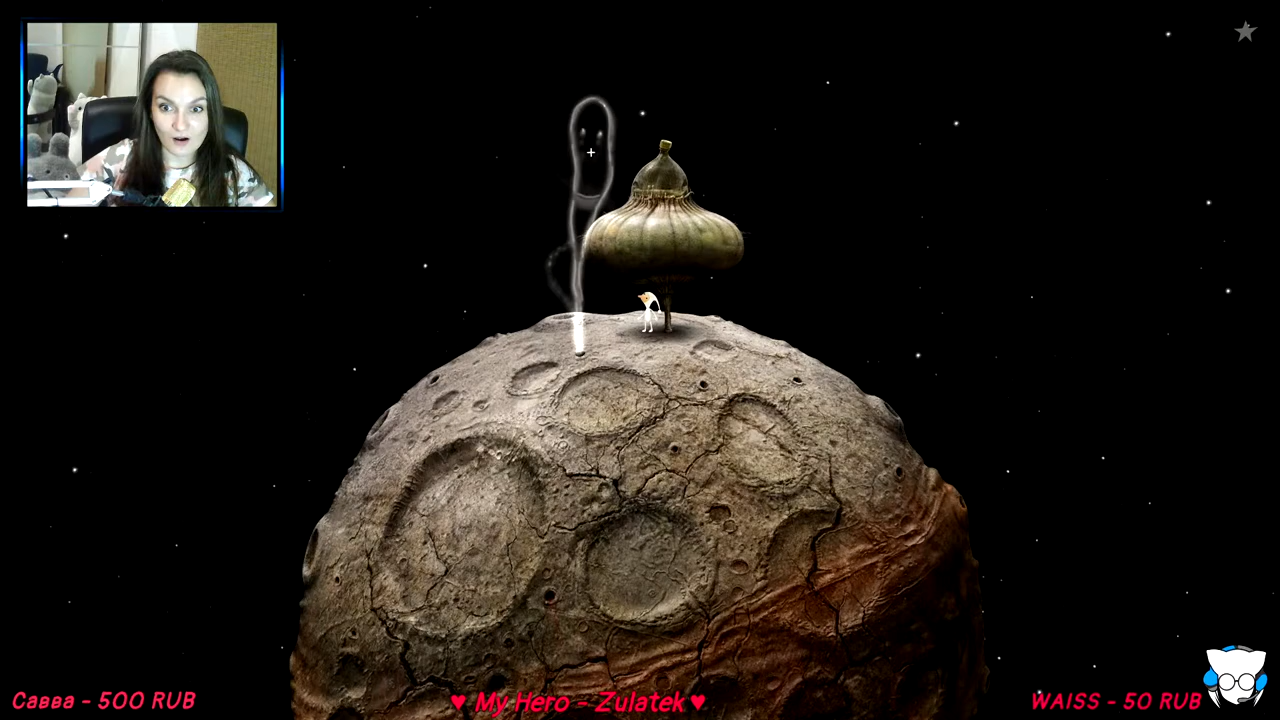 Савва - 500 RUB
♥ My Hero - Zulatek ♥
WAISS - 50 RUB